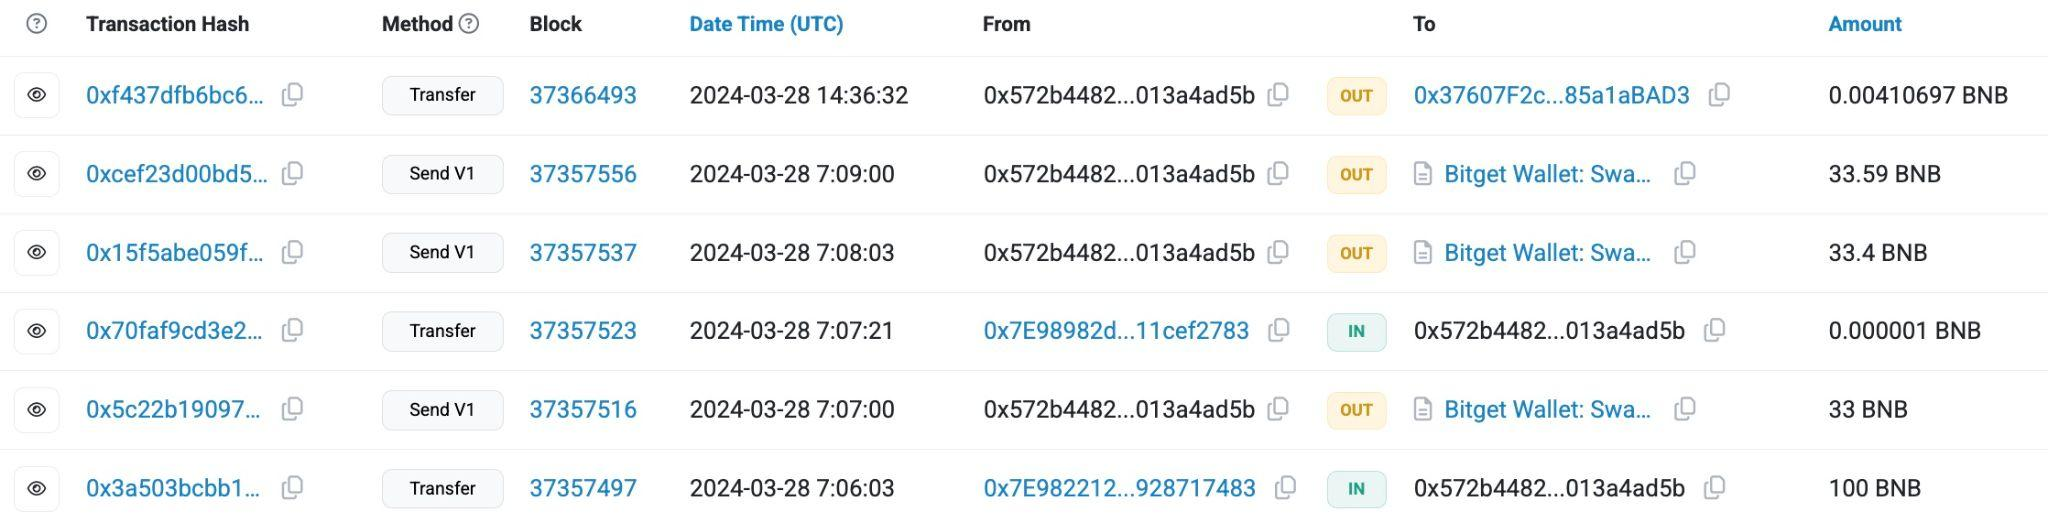 Transaction Hash Method Block Date Time (UTC) From To Amount
0xf437dfb6bc6... Transfer 37366493 2024-03-28 14:36:32 0x572b4482...013a4ad5b OUT 0x37607F2c...85a1aBAD3 0.00410697 BNB
0xcef23d00bd5... Send V1 37357556 2024-03-28 7:09:00 0x572b4482...013a4ad5b OUT Bitget Wallet: Swa... 33.59 BNB
0x15f5abe059f... Send V1 37357537 2024-03-28 7:08:03 0x572b4482...013a4ad5b OUT Bitget Wallet: Swa... 33.4 BNB
0x70faf9cd3e2... Transfer 37357523 2024-03-28 7:07:21 0x7E98982d...11cef2783 IN 0x572b4482...013a4ad5b 0.000001 BNB
0x5c22b19097... Send V1 37357516 2024-03-28 7:07:00 0x572b4482...013a4ad5b OUT Bitget Wallet: Swa... 33 BNB
0x3a503bcbb1... Transfer 37357497 2024-03-28 7:06:03 0x7E982212...928717483 IN 0x572b4482...013a4ad5b 100 BNB